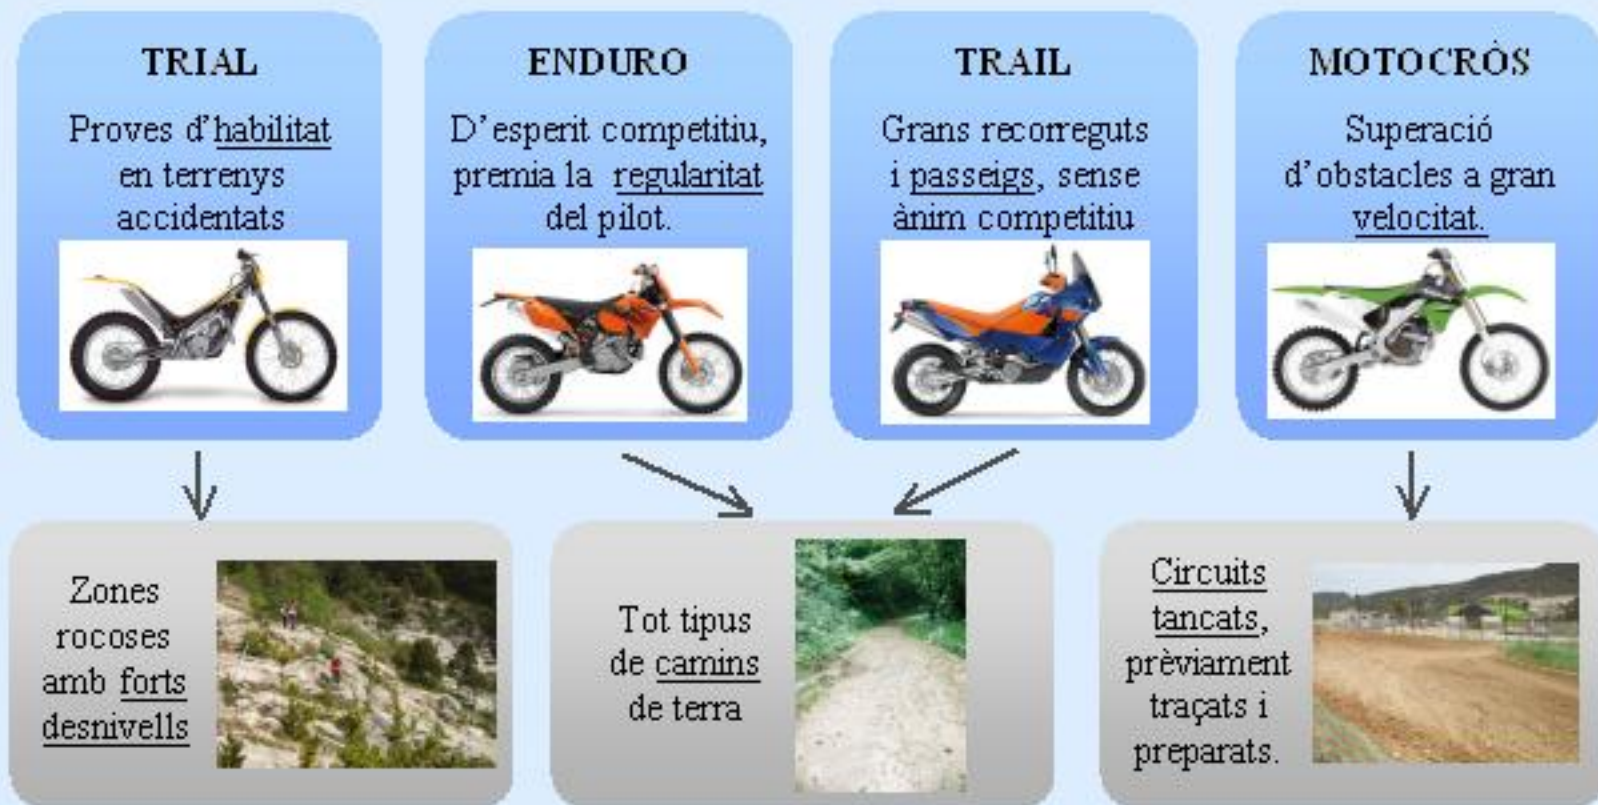 TRIAL
Proves d'habilitat
en terrenys
accidentats
ENDURO
D'esperit competitiu,
premia la regularitat
del pilot.
TRAIL
Grans recorreguts
i passeigs, sense
ànim competitiu
MOTOCRÒS
Superació
d'obstacles a gran
velocitat.
Zones
rocoses
amb forts
desnivells
Tot tipus
de camins
de terra
Circuits
tancats,
prèviament
traçats i
preparats.